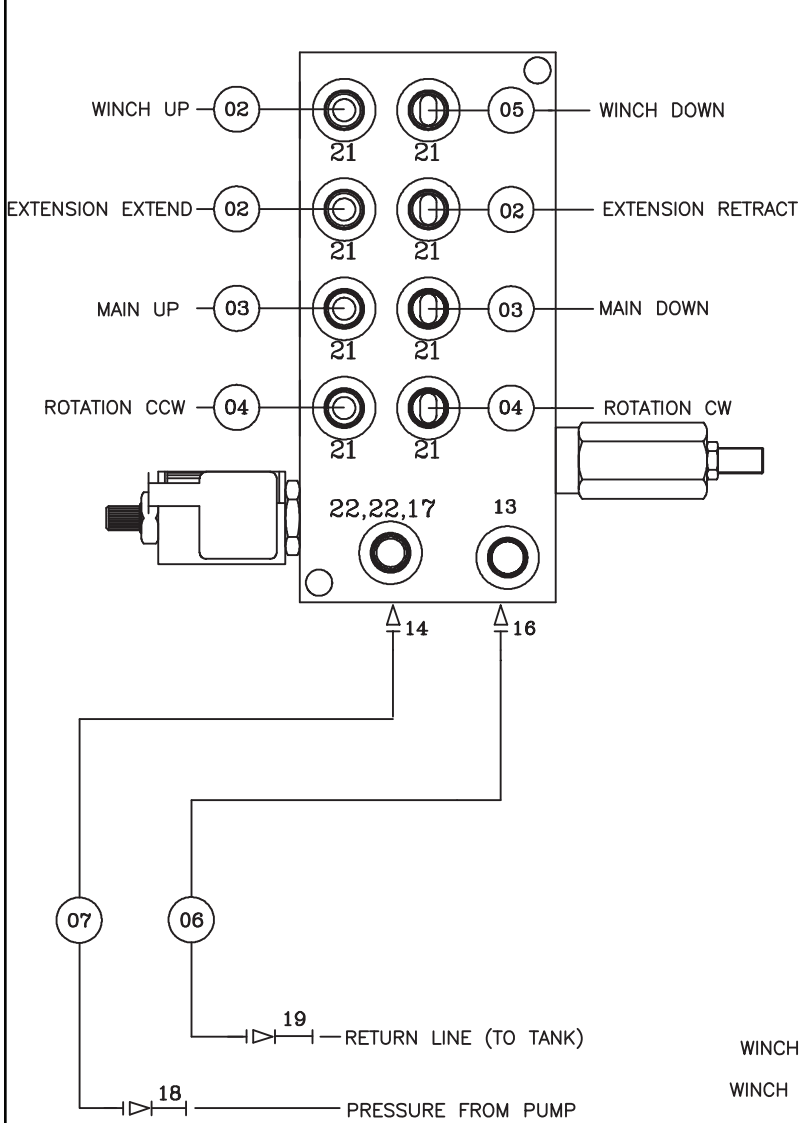 WINCH UP 02 05 WINCH DOWN
21 21
EXTENSION EXTEND 02 02 EXTENSION RETRACT
21 21
MAIN UP 03 03 MAIN DOWN
21 21
ROTATION CCW 04 04 ROTATION CW
21 21
22,22,17 13
14 16
07 06
19 RETURN LINE (TO TANK)
WINCH
WINCH
18 PRESSURE FROM PUMP